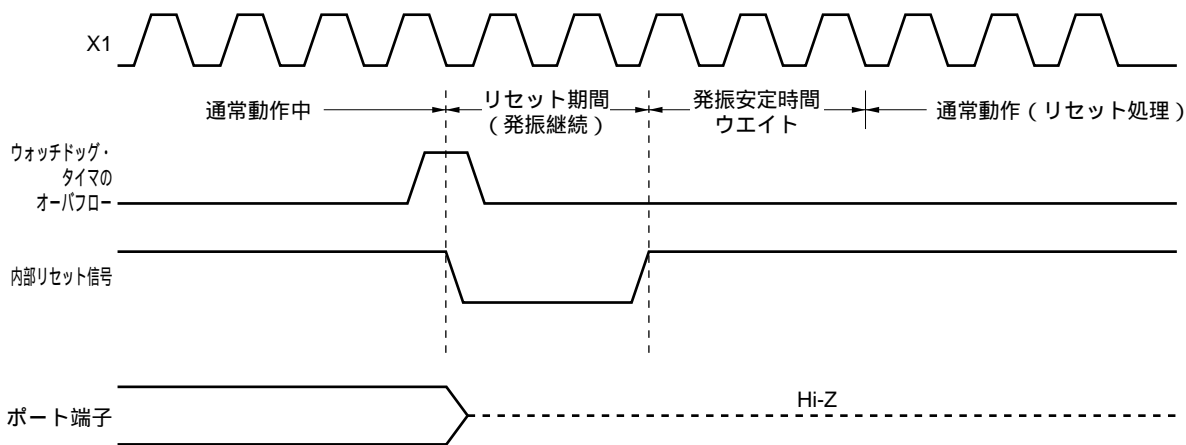 X1
通常動作中
リセット期間
(発振継続)
発振安定時間
ウエイト
通常動作(リセット処理)
ウォッチドッグ・
タイマの
オーバフロー
内部リセット信号
ポート端子
Hi-Z